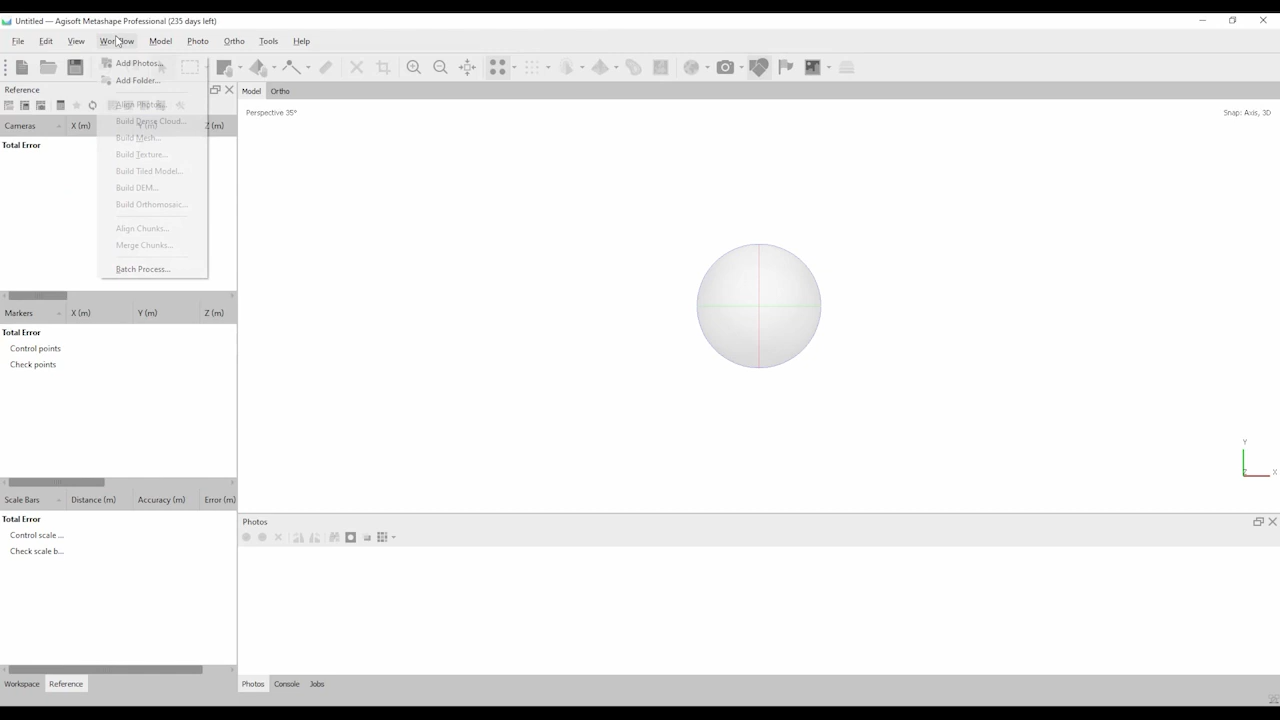 Untitled — Agisoft Metashape Professional (235 days left)
File Edit View Workflow Model Photo Ortho Tools Help
Add Photos...
Add Folder...
Align Photos...
Build Dense Cloud...
Build Mesh...
Build Texture...
Build Tiled Model...
Build DEM...
Build Orthomosaic...
Align Chunks...
Merge Chunks...
Batch Process...
Reference
Cameras X (m) Y (m) Z (m)
Total Error
Markers X (m) Y (m) Z (m)
Total Error
Control points
Check points
Scale Bars Distance (m) Accuracy (m) Error (m)
Total Error
Control scale ...
Check scale b...
Workspace Reference
Model Ortho
Perspective 35°
Snap: Axis, 3D
Y
X
Z
Photos
Photos Console Jobs